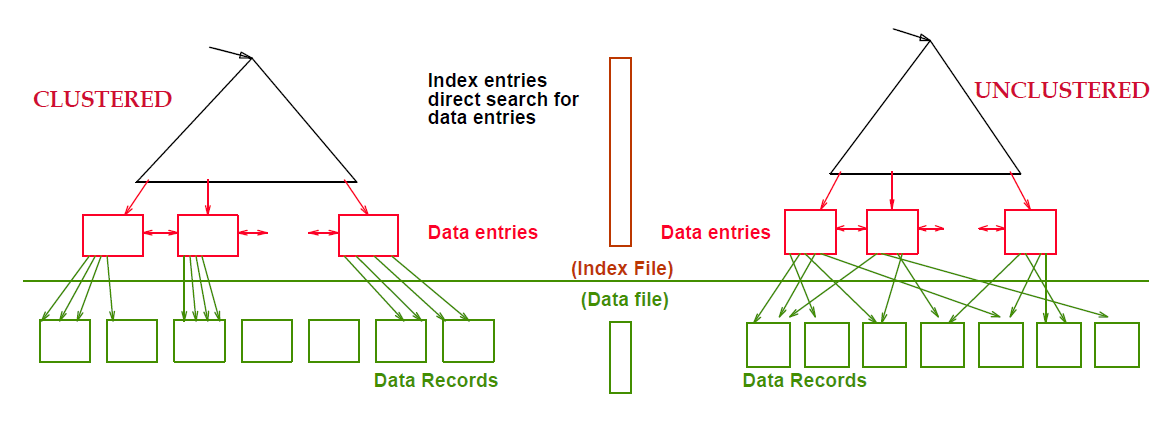 CLUSTERED
Index entries
direct search for
data entries
UNCLUSTERED
Data entries
Data entries
(Index File)
(Data file)
Data Records
Data Records